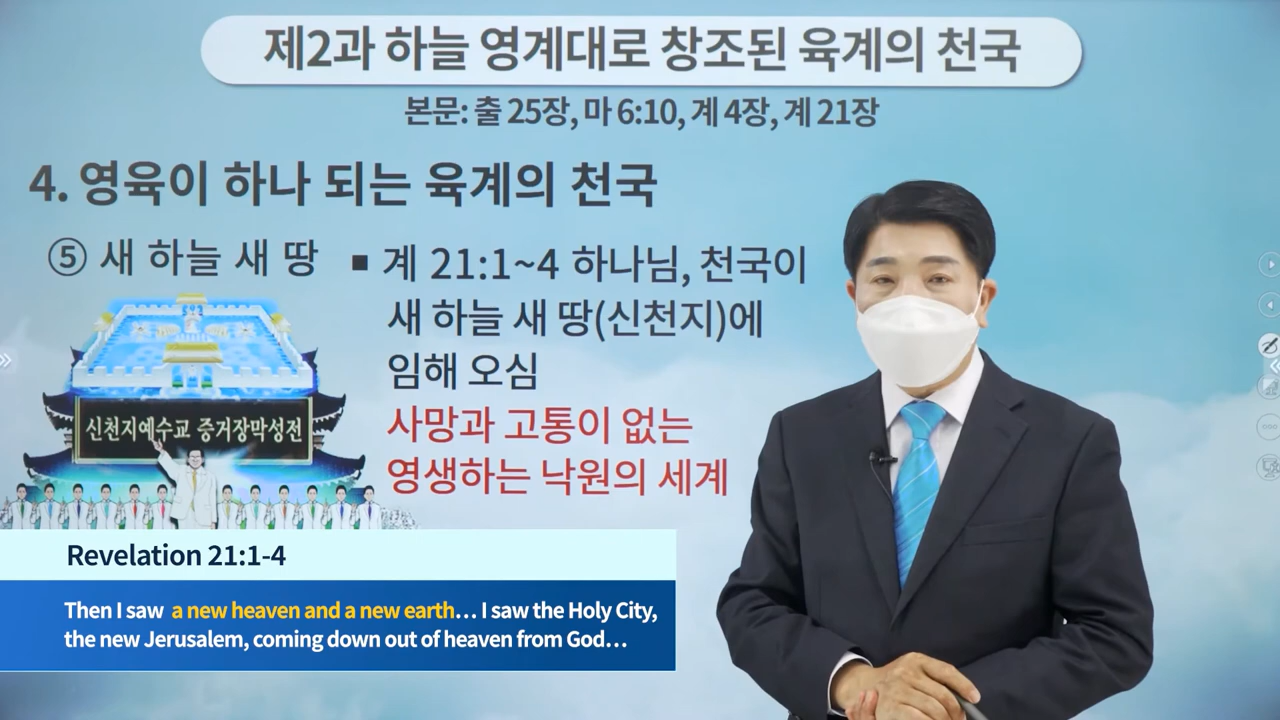 제2과 하늘 영계대로 창조된 육계의 천국
본문: 출 25장, 마 6:10, 계 4장, 계 21장
4. 영육이 하나 되는 육계의 천국
⑤ 새 하늘 새 땅
■ 계 21:1~4 하나님, 천국이
새 하늘 새 땅(신천지)에
임해 오심
사망과 고통이 없는
영생하는 낙원의 세계
신천지예수교 증거장막성전
Revelation 21:1-4
Then I saw a new heaven and a new earth… I saw the Holy City,
the new Jerusalem, coming down out of heaven from God…